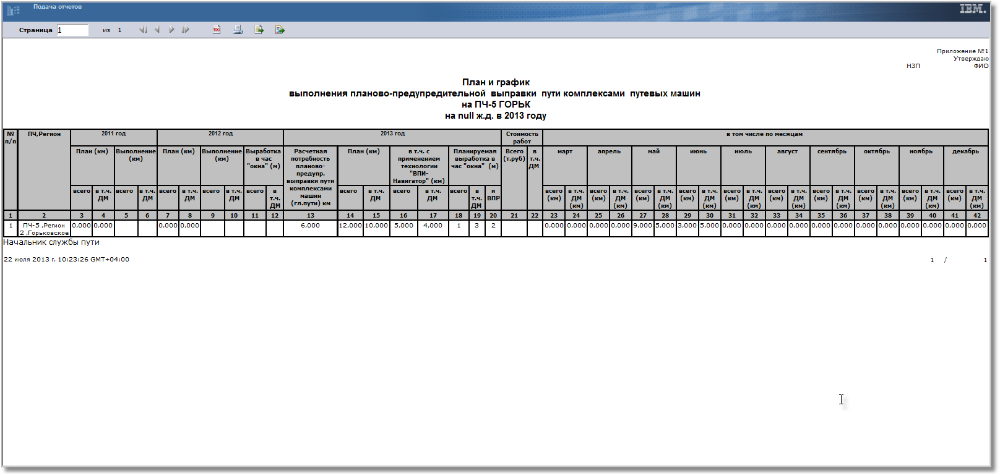 Подача отчетов
IBM.
Страница 1 из 1
TOC
Приложение №1
Утверждаю
НЗП ФИО
План и график
выполнения планово-предупредительной выправки пути комплексами путевых машин
на ПЧ-5 ГОРЬК
на null ж.д. в 2013 году
№ п/п ПЧ,Регион 2011 год 2012 год 2013 год Стоимость работ в том числе по месяцам
План (км) Выполнение (км) План (км) Выполнение (км) Выработка в час "окна" (м) Расчетная потребность планово-предупр. выправки пути комплексами машин (гл.пути) км План (км) в т.ч. с применением технологии "ВПИ-Навигатор" (км) Планируемая выработка в час "окна" (м) Всего (т.руб) в т.ч. ДМ март апрель май июнь июль август сентябрь октябрь ноябрь декабрь
всего в т.ч. ДМ всего в т.ч. ДМ всего в т.ч. ДМ всего в т.ч. ДМ всего в т.ч. ДМ всего в т.ч. ДМ всего в т.ч. ДМ всего в т.ч. ДМ и ВПР всего (км) в т.ч. ДМ (км) всего (км) в т.ч. ДМ (км) всего (км) в т.ч. ДМ (км) всего (км) в т.ч. ДМ (км) всего (км) в т.ч. ДМ (км) всего (км) в т.ч. ДМ (км) всего (км) в т.ч. ДМ (км) всего (км) в т.ч. ДМ (км) всего (км) в т.ч. ДМ (км) всего (км) в т.ч. ДМ (км)
1 2 3 4 5 6 7 8 9 10 11 12 13 14 15 16 17 18 19 20 21 22 23 24 25 26 27 28 29 30 31 32 33 34 35 36 37 38 39 40 41 42
1 ПЧ-5 ,Регион 2 ,Горьковское 0,000 0,000 0,000 0,000 6,000 12,000 10,000 5,000 4,000 1 3 2 0,000 0,000 0,000 0,000 9,000 5,000 3,000 5,000 0,000 0,000 0,000 0,000 0,000 0,000 0,000 0,000 0,000 0,000 0,000 0,000
Начальник службы пути
22 июля 2013 г. 10:23:26 GMT+04:00 1 / 1